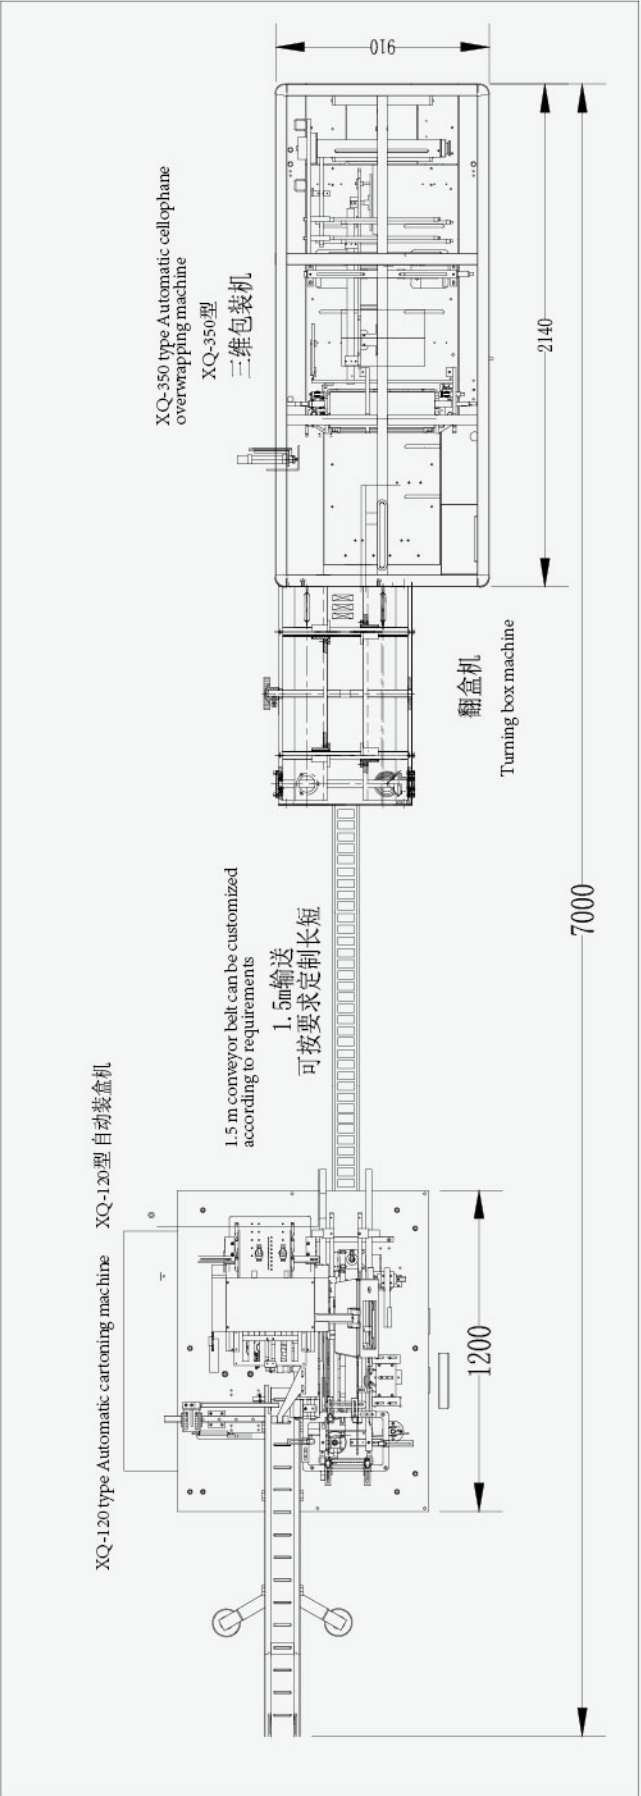 910
XQ-350 type Automatic cellophane
overwrapping machine
XQ-350型
三维包装机
2140
翻盒机
Turning box machine
7000
1.5 m conveyor belt can be customized
according to requirements
1.5m输送
可按要求定制长短
XQ-120型 自动装盒机
XQ-120 type Automatic cartoning machine
1200